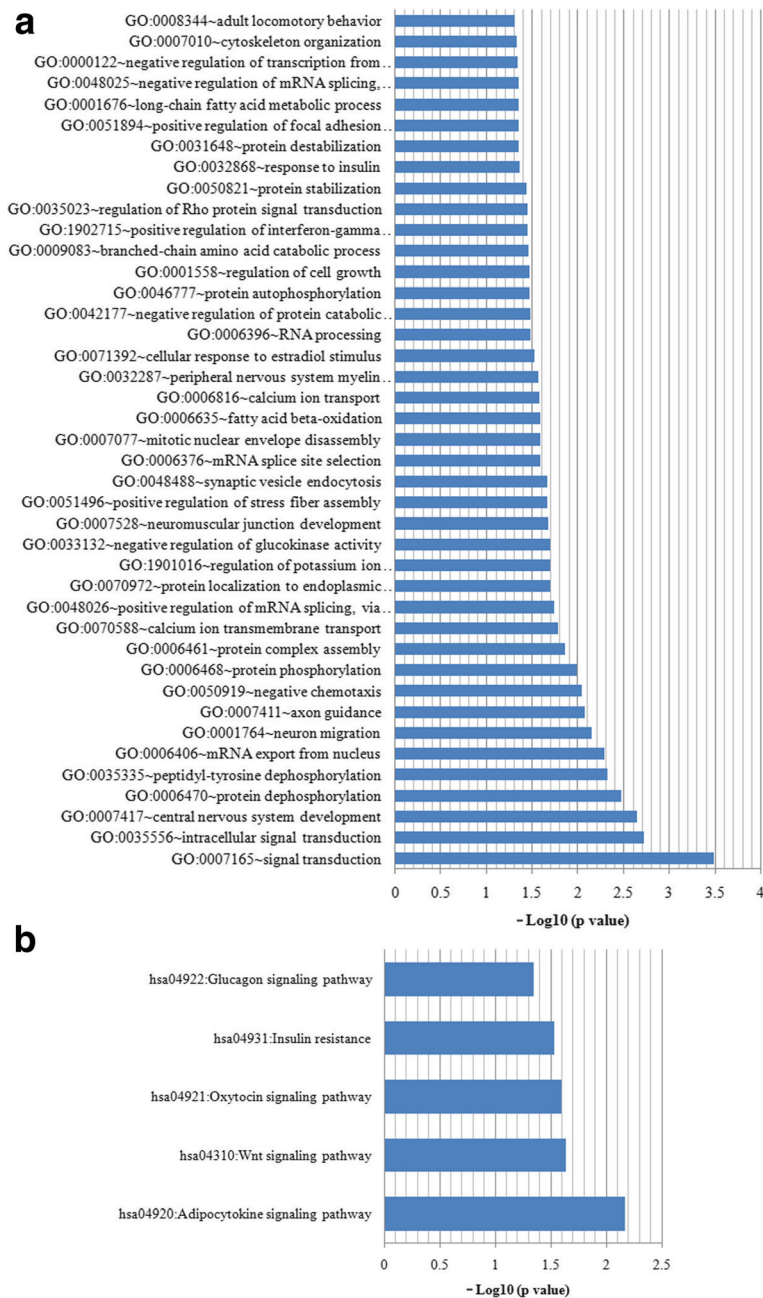 a
GO:0008344~adult locomotory behavior
GO:0007010~cytoskeleton organization
GO:0000122~negative regulation of transcription from..
GO:0048025~negative regulation of mRNA splicing,..
GO:0001676~long-chain fatty acid metabolic process
GO:0051894~positive regulation of focal adhesion..
GO:0031648~protein destabilization
GO:0032868~response to insulin
GO:0050821~protein stabilization
GO:0035023~regulation of Rho protein signal transduction
GO:1902715~positive regulation of interferon-gamma..
GO:0009083~branched-chain amino acid catabolic process
GO:0001558~regulation of cell growth
GO:0046777~protein autophosphorylation
GO:0042177~negative regulation of protein catabolic..
GO:0006396~RNA processing
GO:0071392~cellular response to estradiol stimulus
GO:0032287~peripheral nervous system myelin..
GO:0006816~calcium ion transport
GO:0006635~fatty acid beta-oxidation
GO:0007077~mitotic nuclear envelope disassembly
GO:0006376~mRNA splice site selection
GO:0048488~synaptic vesicle endocytosis
GO:0051496~positive regulation of stress fiber assembly
GO:0007528~neuromuscular junction development
GO:0033132~negative regulation of glucokinase activity
GO:1901016~regulation of potassium ion..
GO:0070972~protein localization to endoplasmic..
GO:0048026~positive regulation of mRNA splicing, via..
GO:0070588~calcium ion transmembrane transport
GO:0006461~protein complex assembly
GO:0006468~protein phosphorylation
GO:0050919~negative chemotaxis
GO:0007411~axon guidance
GO:0001764~neuron migration
GO:0006406~mRNA export from nucleus
GO:0035335~peptidyl-tyrosine dephosphorylation
GO:0006470~protein dephosphorylation
GO:0007417~central nervous system development
GO:0035556~intracellular signal transduction
GO:0007165~signal transduction
0 0.5 1 1.5 2 2.5 3 3.5 4
－Log10 (p value)
b
hsa04922:Glucagon signaling pathway
hsa04931:Insulin resistance
hsa04921:Oxytocin signaling pathway
hsa04310:Wnt signaling pathway
hsa04920:Adipocytokine signaling pathway
0 0.5 1 1.5 2 2.5
－Log10 (p value)